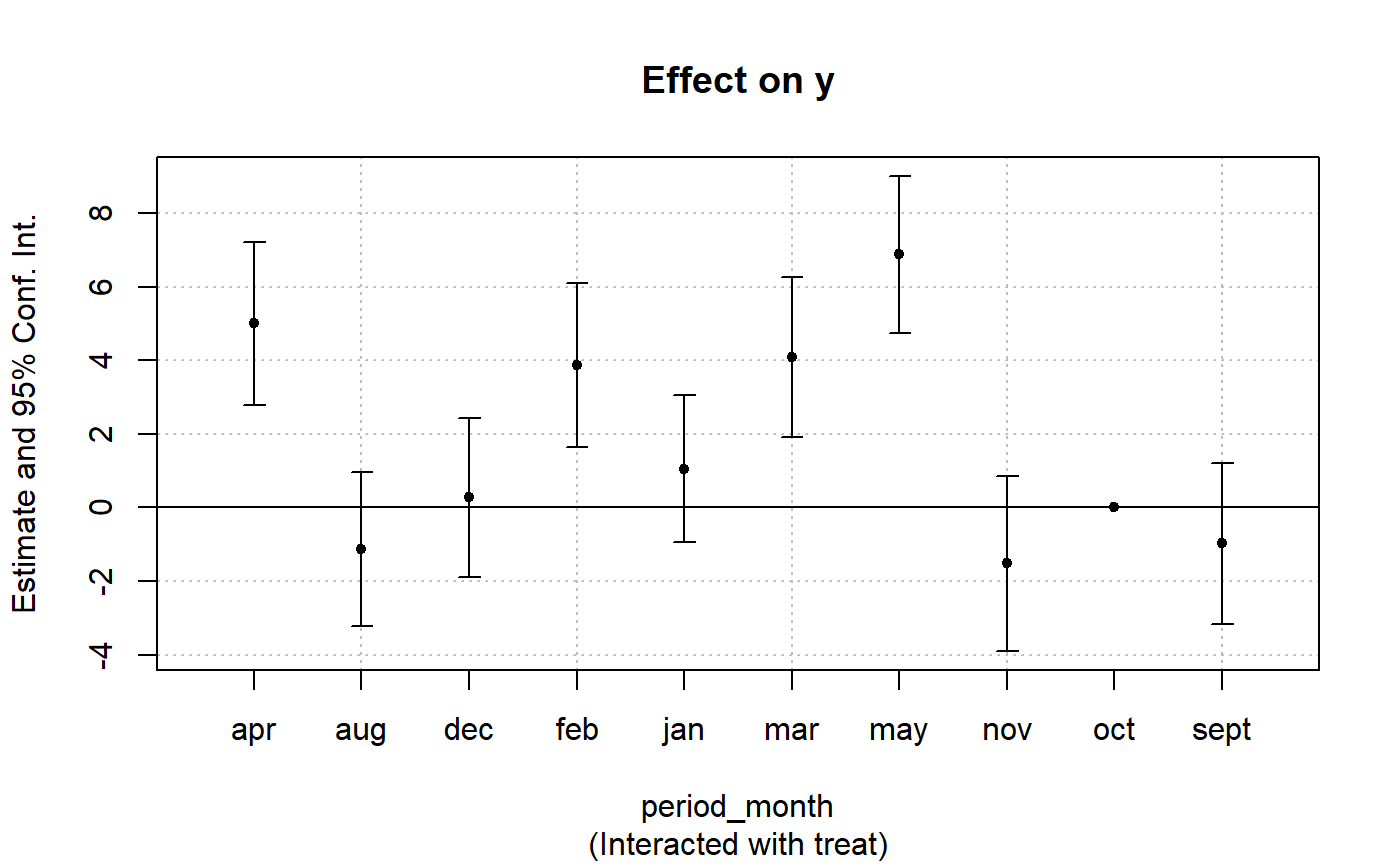 Effect on y
Estimate and 95% Conf. Int.
8
6
4
2
0
-2
-4
apr aug dec feb jan mar may nov oct sept
period_month
(Interacted with treat)